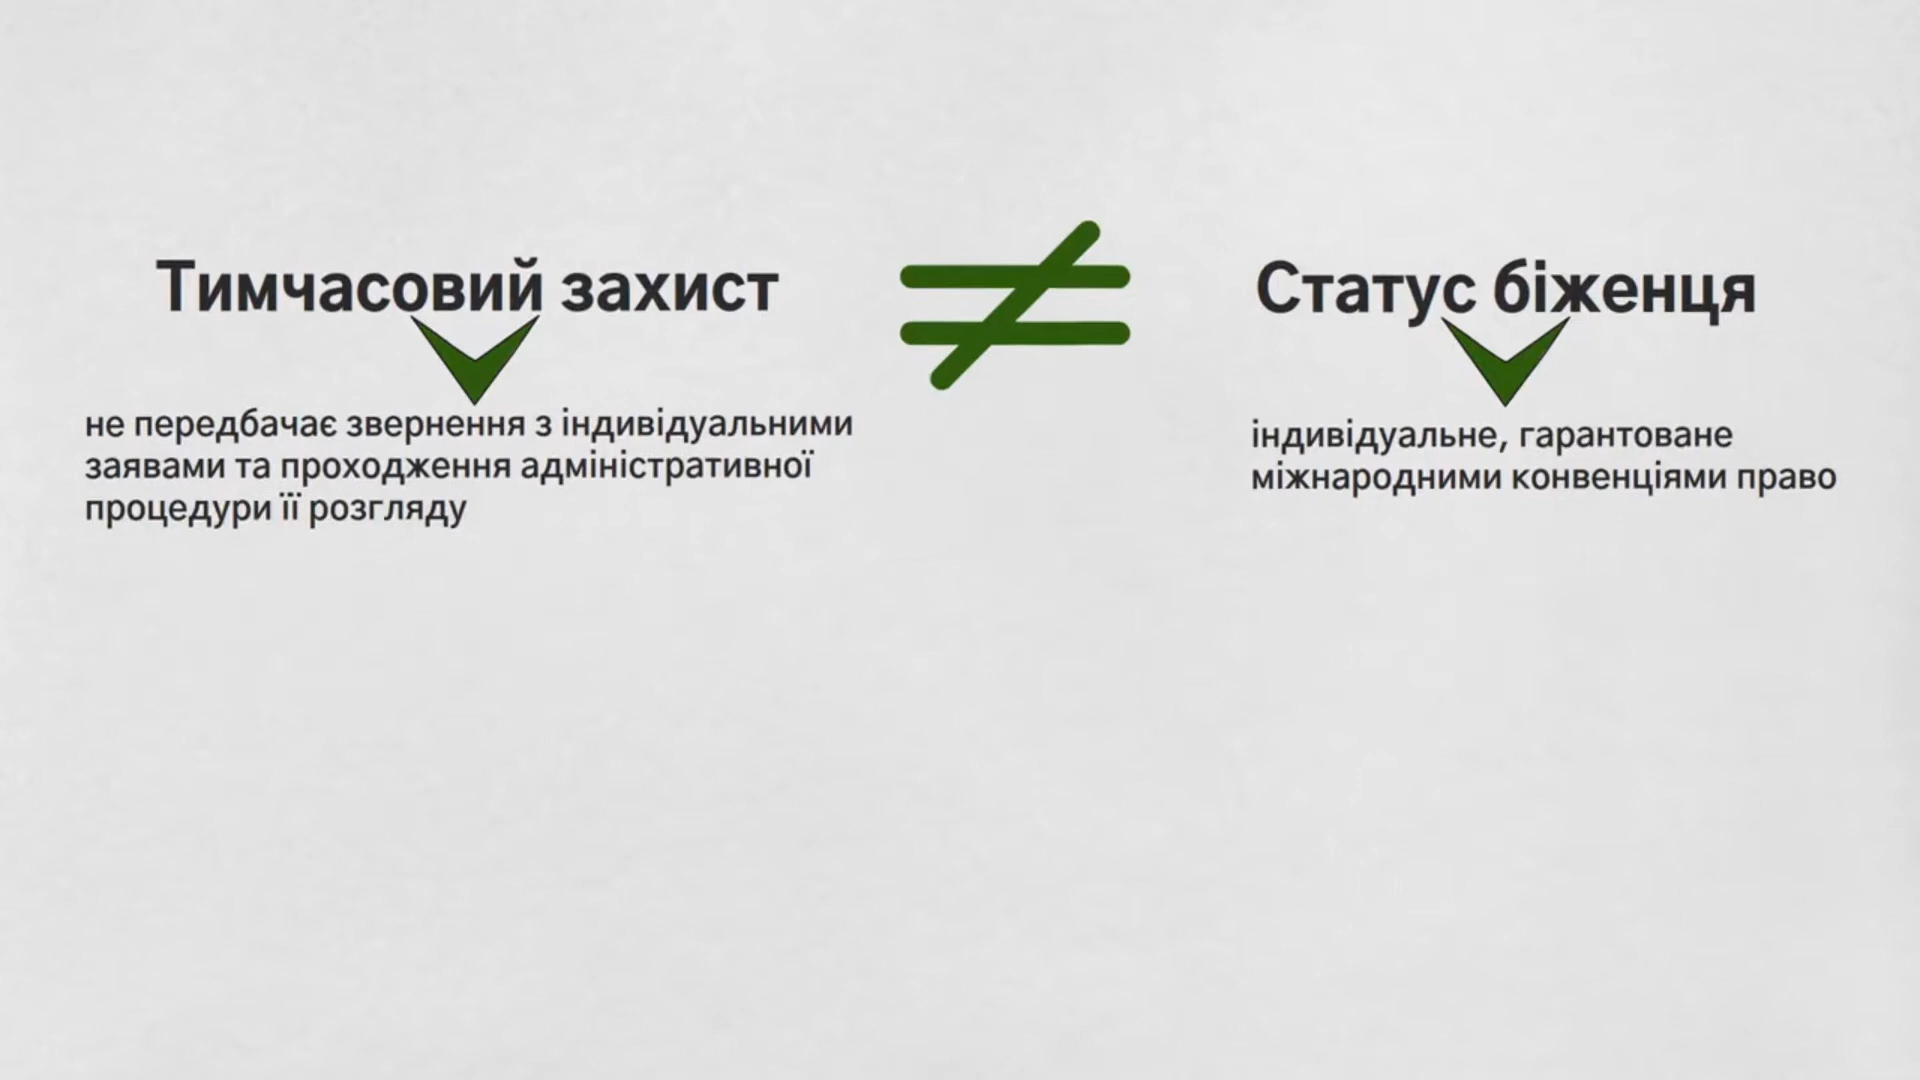 Тимчасовий захист
не передбачає звернення з індивідуальними
заявами та проходження адміністративної
процедури її розгляду
≠
Статус біженця
індивідуальне, гарантоване
міжнародними конвенціями право